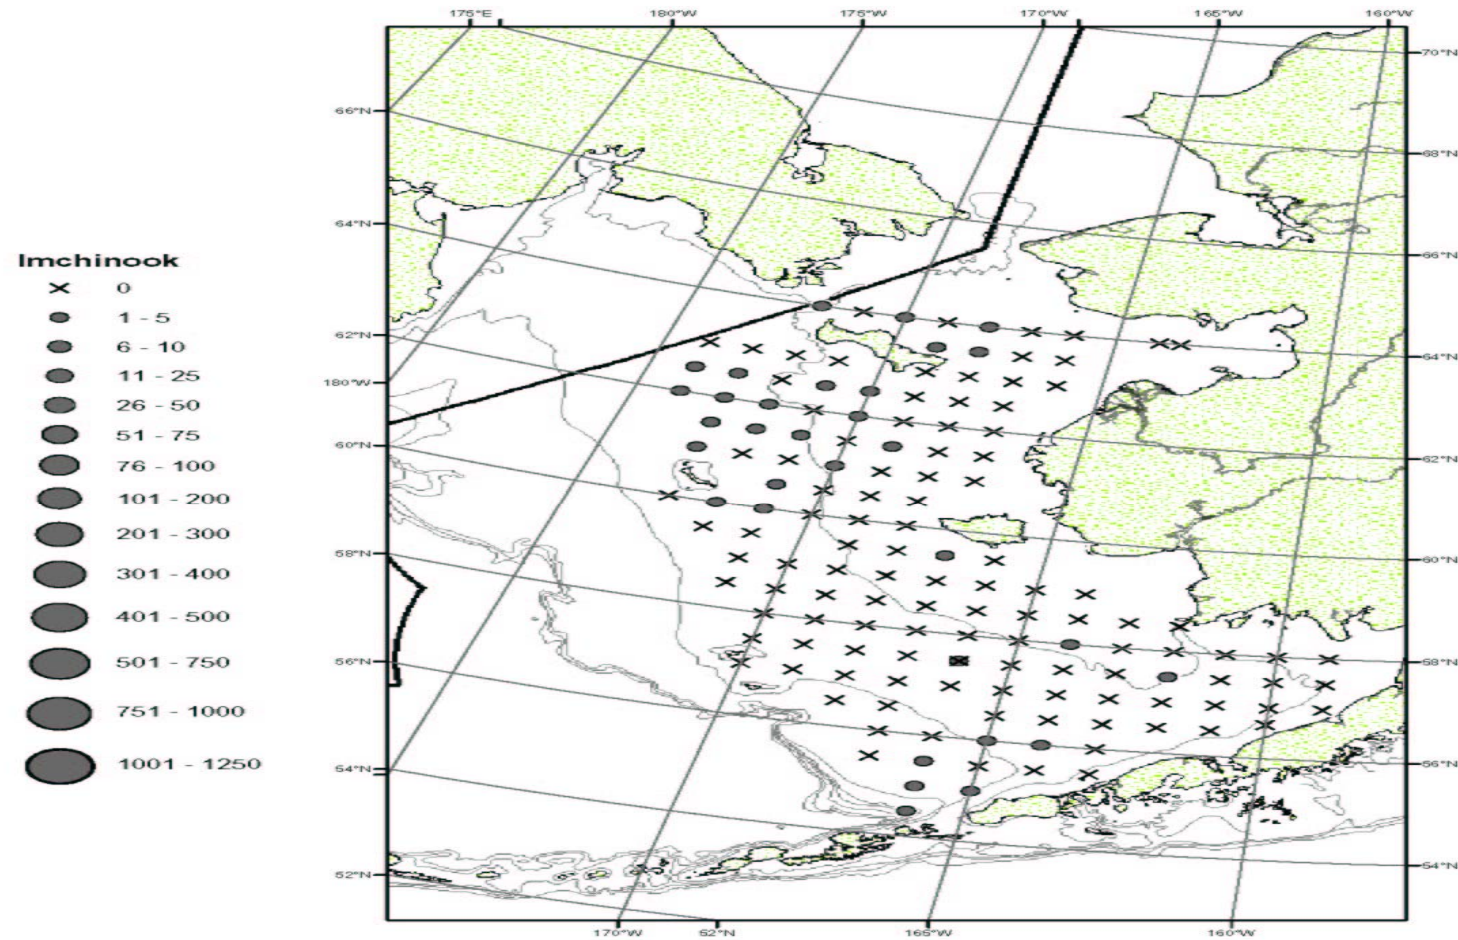 175°E 180°W 175°W 170°W 165°W 160°W
70°N
66°N
68°N
64°N
66°N
Imchinook
0
1 - 5
62°N
6 - 10
64°N
11 - 25
180°W
26 - 50
51 - 75
60°N
62°N
76 - 100
101 - 200
201 - 300
58°N
60°N
301 - 400
401 - 500
501 - 750
56°N
58°N
751 - 1000
1001 - 1250
54°N
56°N
52°N
54°N
170°W 62°N 165°W 160°W